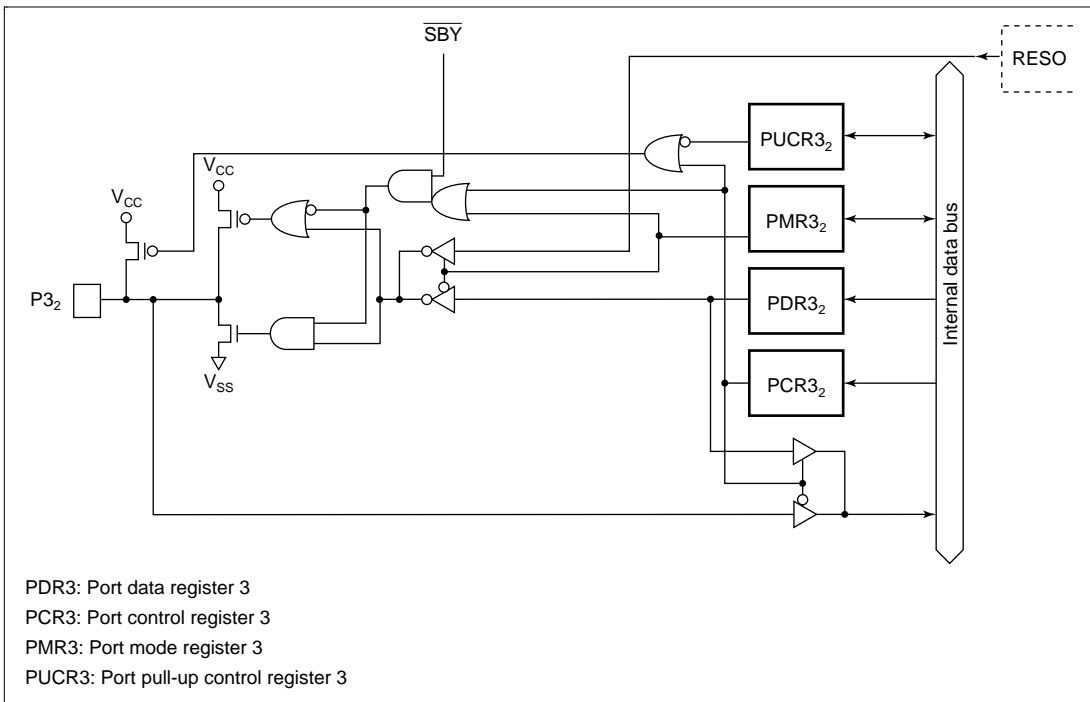 SBY
RESO
PUCR3₂
V_CC
V_CC
PMR3₂
Internal data bus
PDR3₂
P3₂
V_SS
PCR3₂
PDR3: Port data register 3
PCR3: Port control register 3
PMR3: Port mode register 3
PUCR3: Port pull-up control register 3